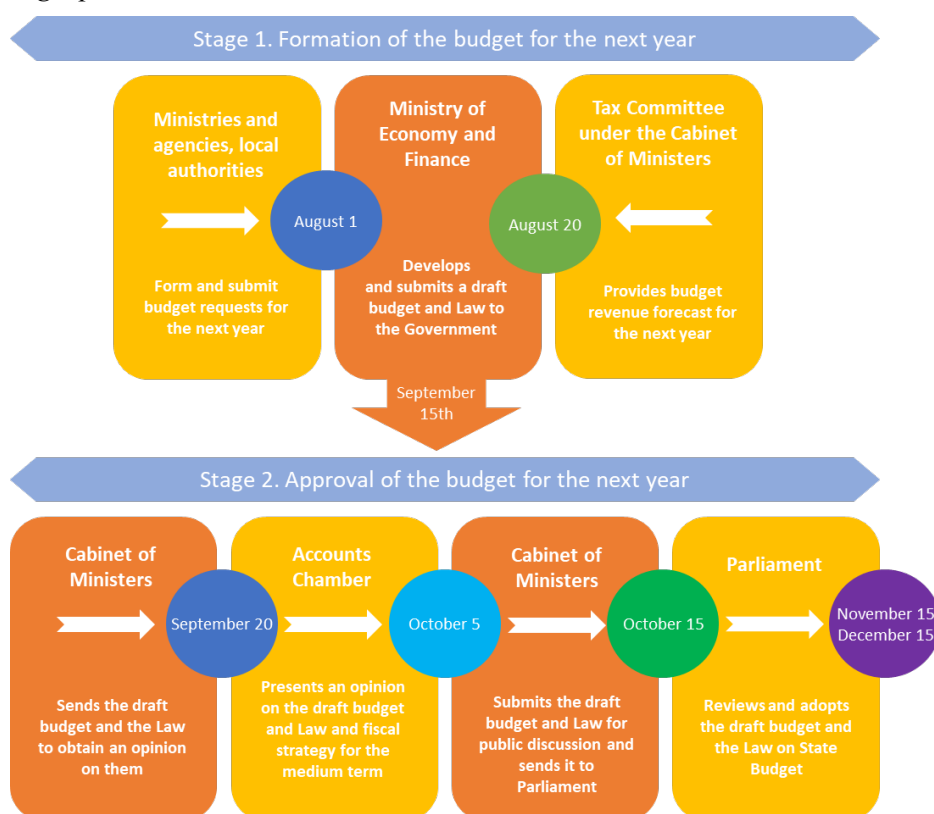 Stage 1. Formation of the budget for the next year
Ministries and
agencies, local
authorities
August 1
Form and submit
budget requests for
the next year
Ministry of
Economy and
Finance
Develops
and submits a draft
budget and Law to
the Government
Tax Committee
under the Cabinet
of Ministers
August 20
Provides budget
revenue forecast for
the next year
September
15th
Stage 2. Approval of the budget for the next year
Cabinet of
Ministers
September 20
Sends the draft
budget and the Law
to obtain an opinion
on them
Accounts
Chamber
October 5
Presents an opinion
on the draft budget
and Law and fiscal
strategy for the
medium term
Cabinet of
Ministers
October 15
Submits the draft
budget and Law for
public discussion and
sends it to
Parliament
Parliament
November 15
December 15
Reviews and adopts
the draft budget and
the Law on State
Budget